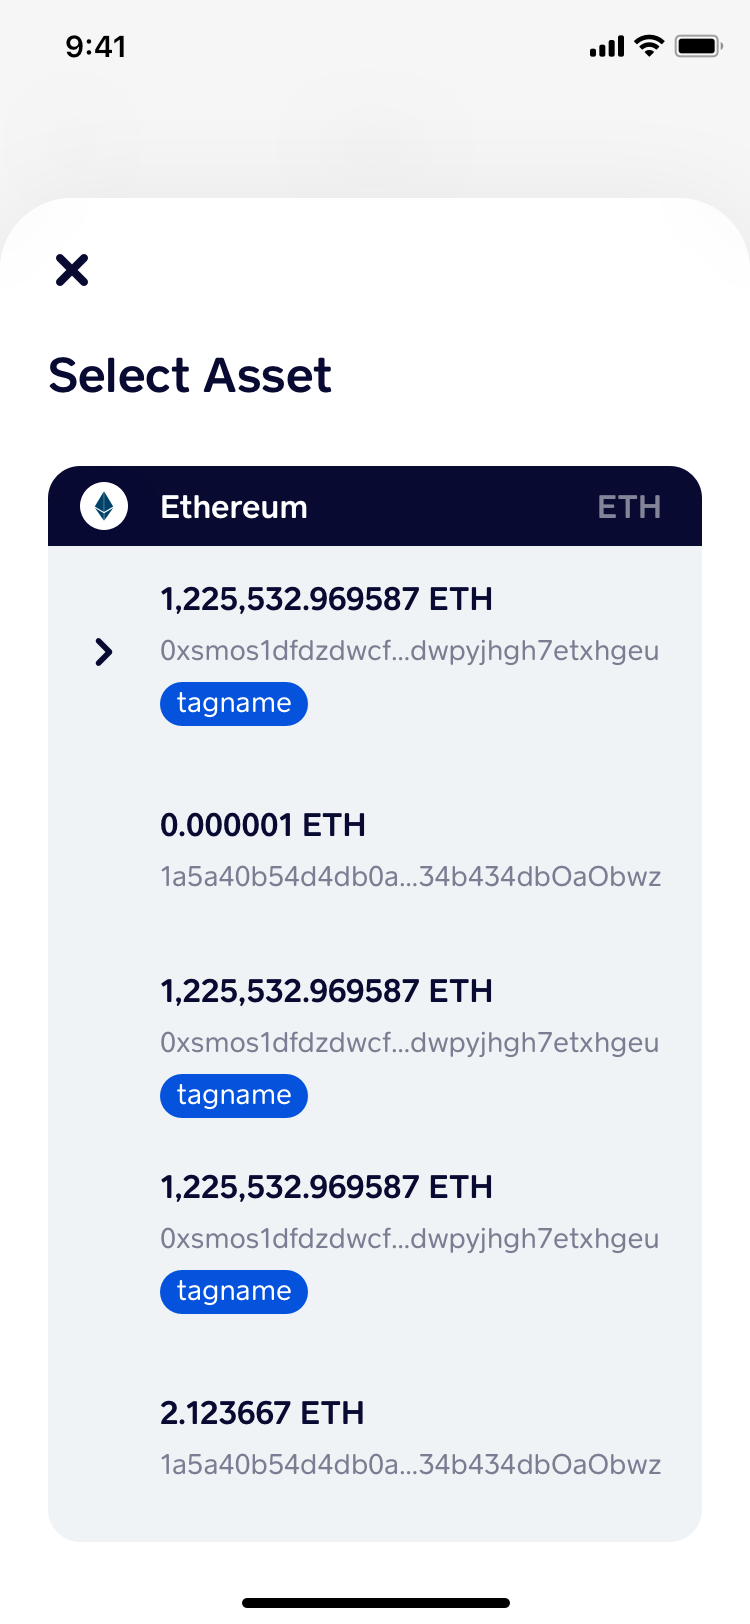 9:41
Select Asset
Ethereum ETH
1,225,532.969587 ETH
0xsmos1dfdzdwcf...dwpyjhgh7etxhgeu
tagname
0.000001 ETH
1a5a40b54d4db0a...34b434dbOaObwz
1,225,532.969587 ETH
0xsmos1dfdzdwcf...dwpyjhgh7etxhgeu
tagname
1,225,532.969587 ETH
0xsmos1dfdzdwcf...dwpyjhgh7etxhgeu
tagname
2.123667 ETH
1a5a40b54d4db0a...34b434dbOaObwz